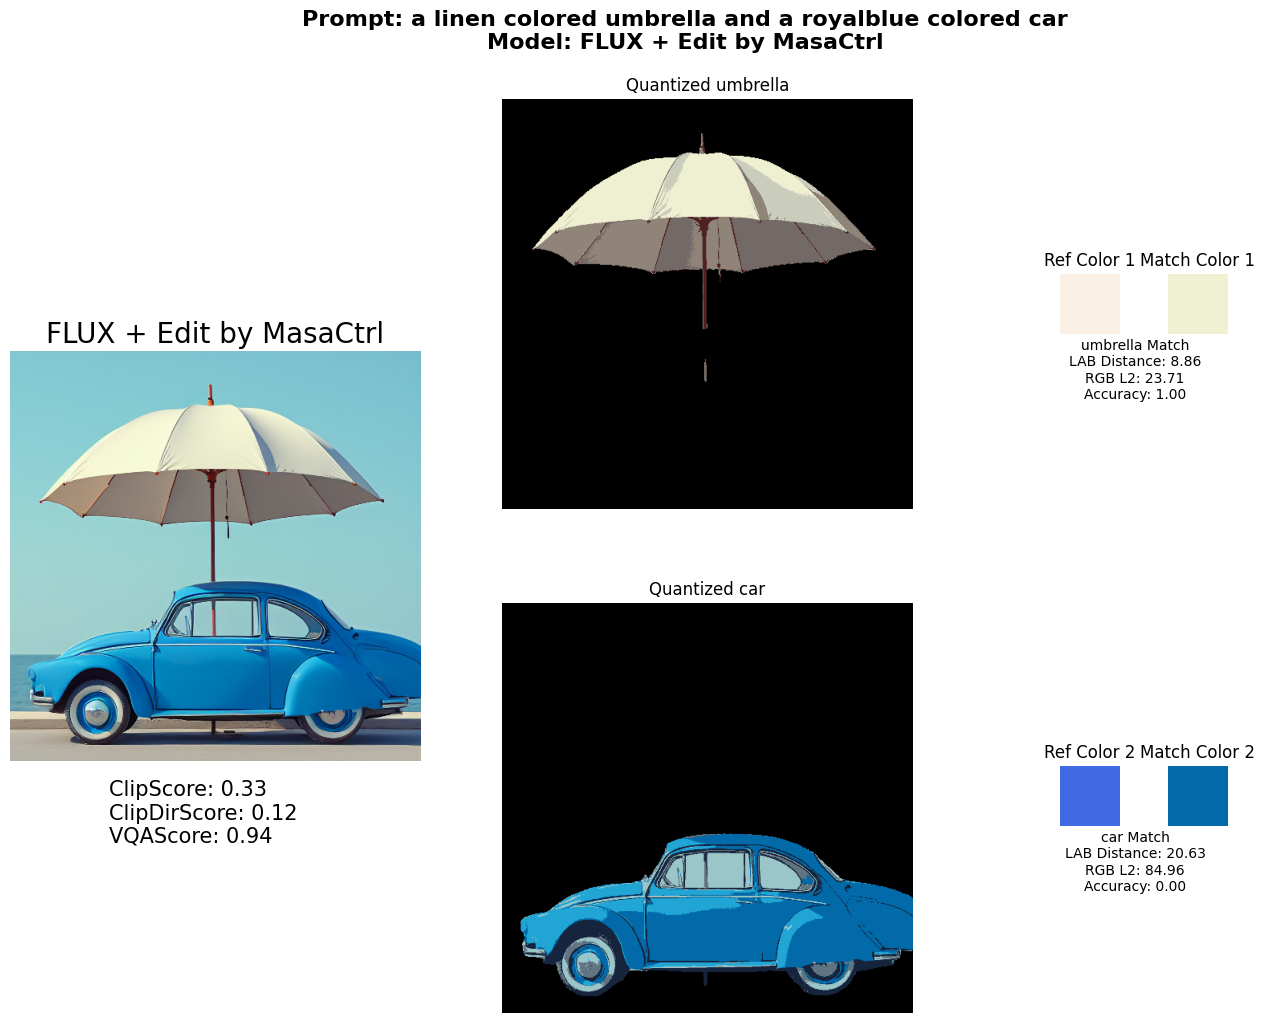 Prompt: a linen colored umbrella and a royalblue colored car
Model: FLUX + Edit by MasaCtrl
FLUX + Edit by MasaCtrl
ClipScore: 0.33
ClipDirScore: 0.12
VQAScore: 0.94
Quantized umbrella
Ref Color 1 Match Color 1
umbrella Match
LAB Distance: 8.86
RGB L2: 23.71
Accuracy: 1.00
Quantized car
Ref Color 2 Match Color 2
car Match
LAB Distance: 20.63
RGB L2: 84.96
Accuracy: 0.00